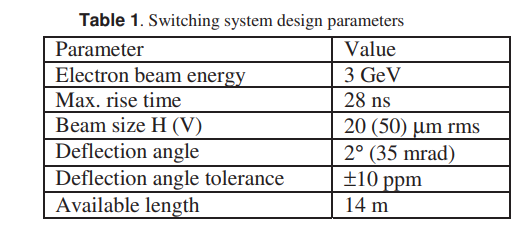 Table 1. Switching system design parameters
Parameter Value
Electron beam energy 3 GeV
Max. rise time 28 ns
Beam size H (V) 20 (50) μm rms
Deflection angle 2° (35 mrad)
Deflection angle tolerance ±10 ppm
Available length 14 m